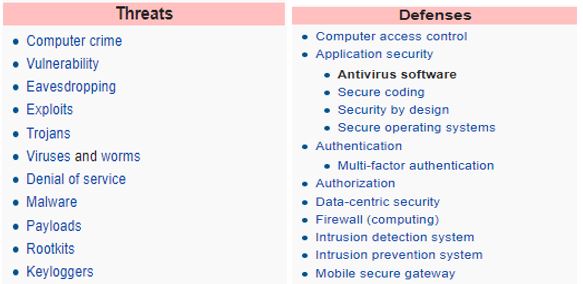 Threats
Computer crime
Vulnerability
Eavesdropping
Exploits
Trojans
Viruses and worms
Denial of service
Malware
Payloads
Rootkits
Keyloggers
Defenses
Computer access control
Application security
Antivirus software
Secure coding
Security by design
Secure operating systems
Authentication
Multi-factor authentication
Authorization
Data-centric security
Firewall (computing)
Intrusion detection system
Intrusion prevention system
Mobile secure gateway